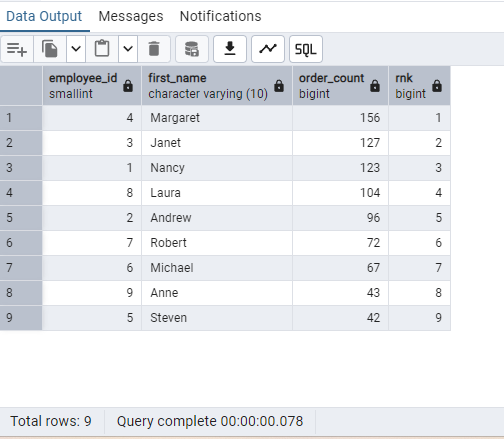 Data Output Messages Notifications
SQL
employee_id first_name order_count rnk
smallint character varying (10) bigint bigint
1 4 Margaret 156 1
2 3 Janet 127 2
3 1 Nancy 123 3
4 8 Laura 104 4
5 2 Andrew 96 5
6 7 Robert 72 6
7 6 Michael 67 7
8 9 Anne 43 8
9 5 Steven 42 9
Total rows: 9 Query complete 00:00:00.078